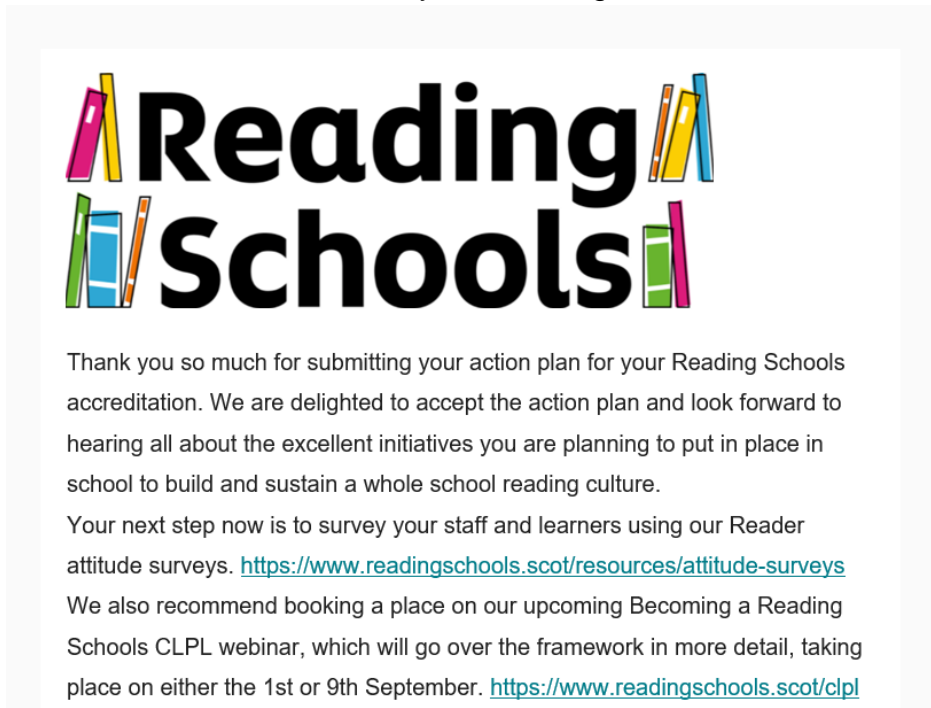 Reading
Schools
Thank you so much for submitting your action plan for your Reading Schools
accreditation. We are delighted to accept the action plan and look forward to
hearing all about the excellent initiatives you are planning to put in place in
school to build and sustain a whole school reading culture.
Your next step now is to survey your staff and learners using our Reader
attitude surveys. https://www.readingschools.scot/resources/attitude-surveys
We also recommend booking a place on our upcoming Becoming a Reading
Schools CLPL webinar, which will go over the framework in more detail, taking
place on either the 1st or 9th September. https://www.readingschools.scot/clpl